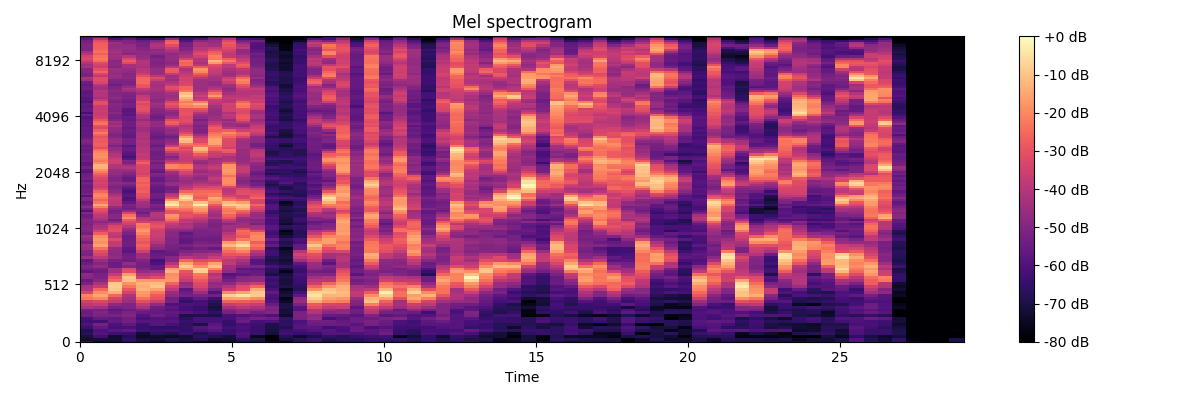 Mel spectrogram
Hz
8192
4096
2048
1024
512
0
0 5 10 15 20 25
Time
+0 dB
-10 dB
-20 dB
-30 dB
-40 dB
-50 dB
-60 dB
-70 dB
-80 dB